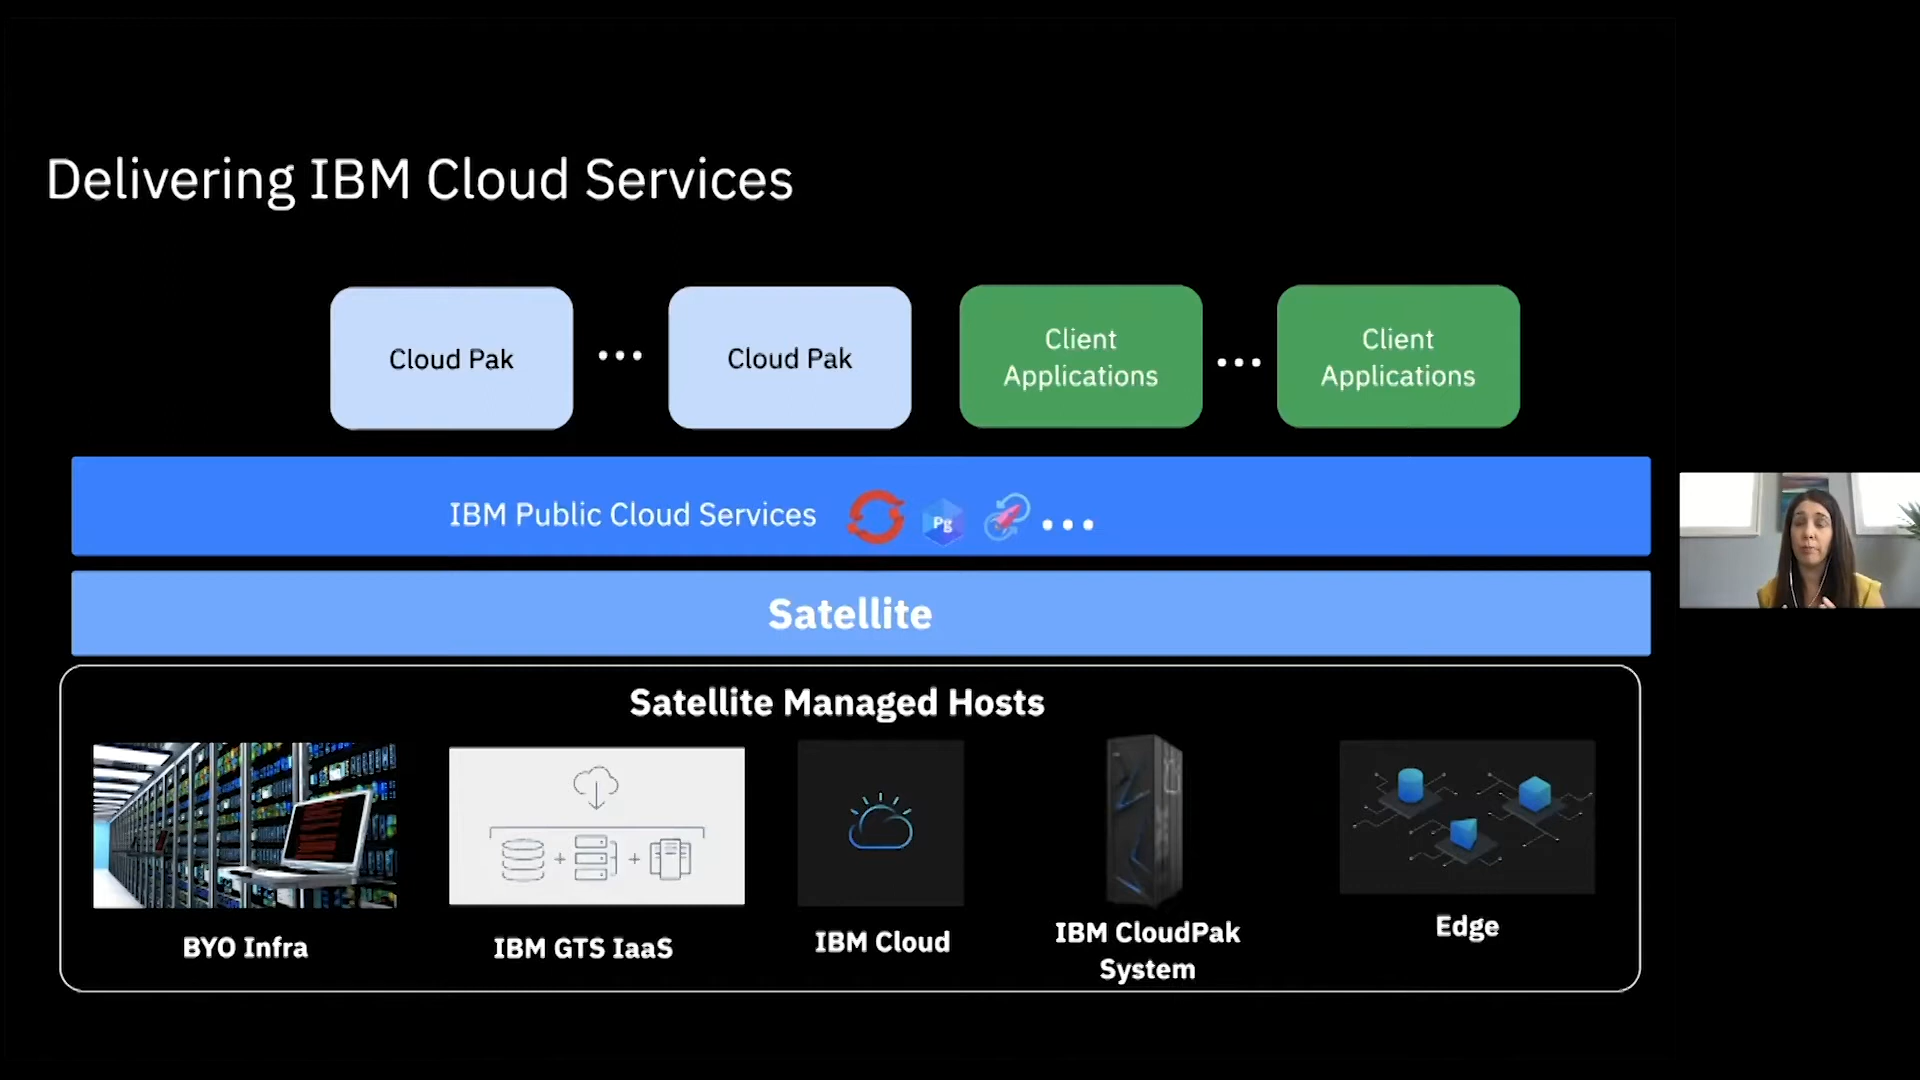 Delivering IBM Cloud Services
Cloud Pak
Cloud Pak
Client
Applications
Client
Applications
IBM Public Cloud Services
Pg
Satellite
Satellite Managed Hosts
BYO Infra
IBM GTS IaaS
IBM Cloud
IBM CloudPak
System
Edge